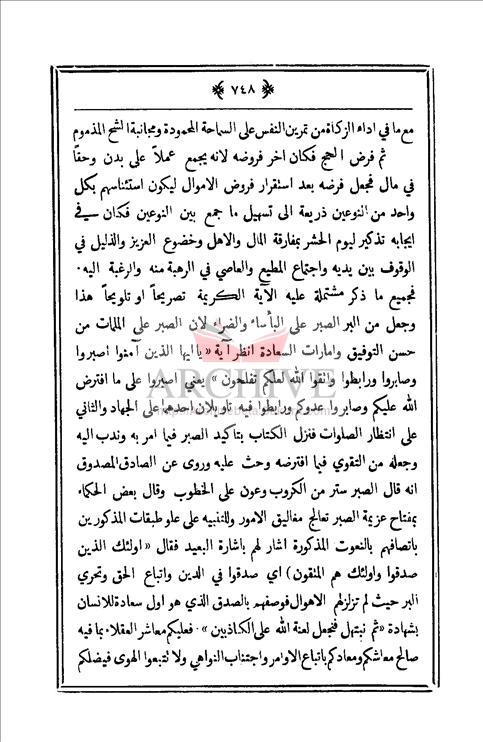 ٧٤٨
مع ما في اداء الزكاة من تمرين النفس على السماحة المحمودة ومجانبة الشح المذموم
ثم فرض الحج فكان اخر فروضه لانه يجمع عملاً على بدن وحقاً
في مال فجعل فرضه بعد استقرار فروض الاموال ليكون استئناسهم بكل
واحد من النوعين ذريعة الى تسهيل ما جمع بين النوعين فكان في
ايجابه تذكير ليوم الحشر بمفارقة المال والاهل وخضوع العزيز والذليل في
الوقوف بين يديه واجتماع المطيع والعاصي في الرهبة منه والرغبة اليه ٠
فجميع ما ذكر مشتملة عليه الآية الكريمة تصريحاً او تلويحاً هذا
وجعل من البر الصبر على البأساء والضراء لان الصبر على الملمات من
حسن التوفيق وامارات السعادة انظر آية « ياايها الذين آمنوا اصبروا
وصابروا ورابطوا واتقوا الله لعلكم تفلحون » يعني اصبروا على ما افترض
الله عليكم وصابروا عدوكم ورابطوا فيه تاويلان احدهما على الجهاد والثاني
على انتظار الصلوات فنزل الكتاب بتاكيد الصبر فيما امر به وندب اليه
وجعله من التقوي فيما افترضه وحث عليه وروى عن الصادق المصدوق
انه قال الصبر ستر من الكروب وعون على الخطوب وقال بعض الحكماء
بمفتاح عزيمة الصبر تعالج مغاليق الامور وللتنبيه على علو طبقات المذكورين
باتصافهم بالنعوت المذكورة اشار لهم باشارة البعيد فقال « اولئك الذين
صدقوا واولئك هم المتقون) اي صدقوا في الدين واتباع الحق وتحري
البر حيث لم تزلزلهم الاهوال فوصفهم بالصدق الذي هو اول سعادة للانسان
بشهادة «ثم نبتهل فنجعل لعنة الله على الكاذبين» ٠ فعليكم معاشر العقلاء بما فيه
صالح معاشكم ومعادكم باتباع الاوامر واجتناب النواهي ولا تتبعوا الهوى فيضلكم
ARCHIVE